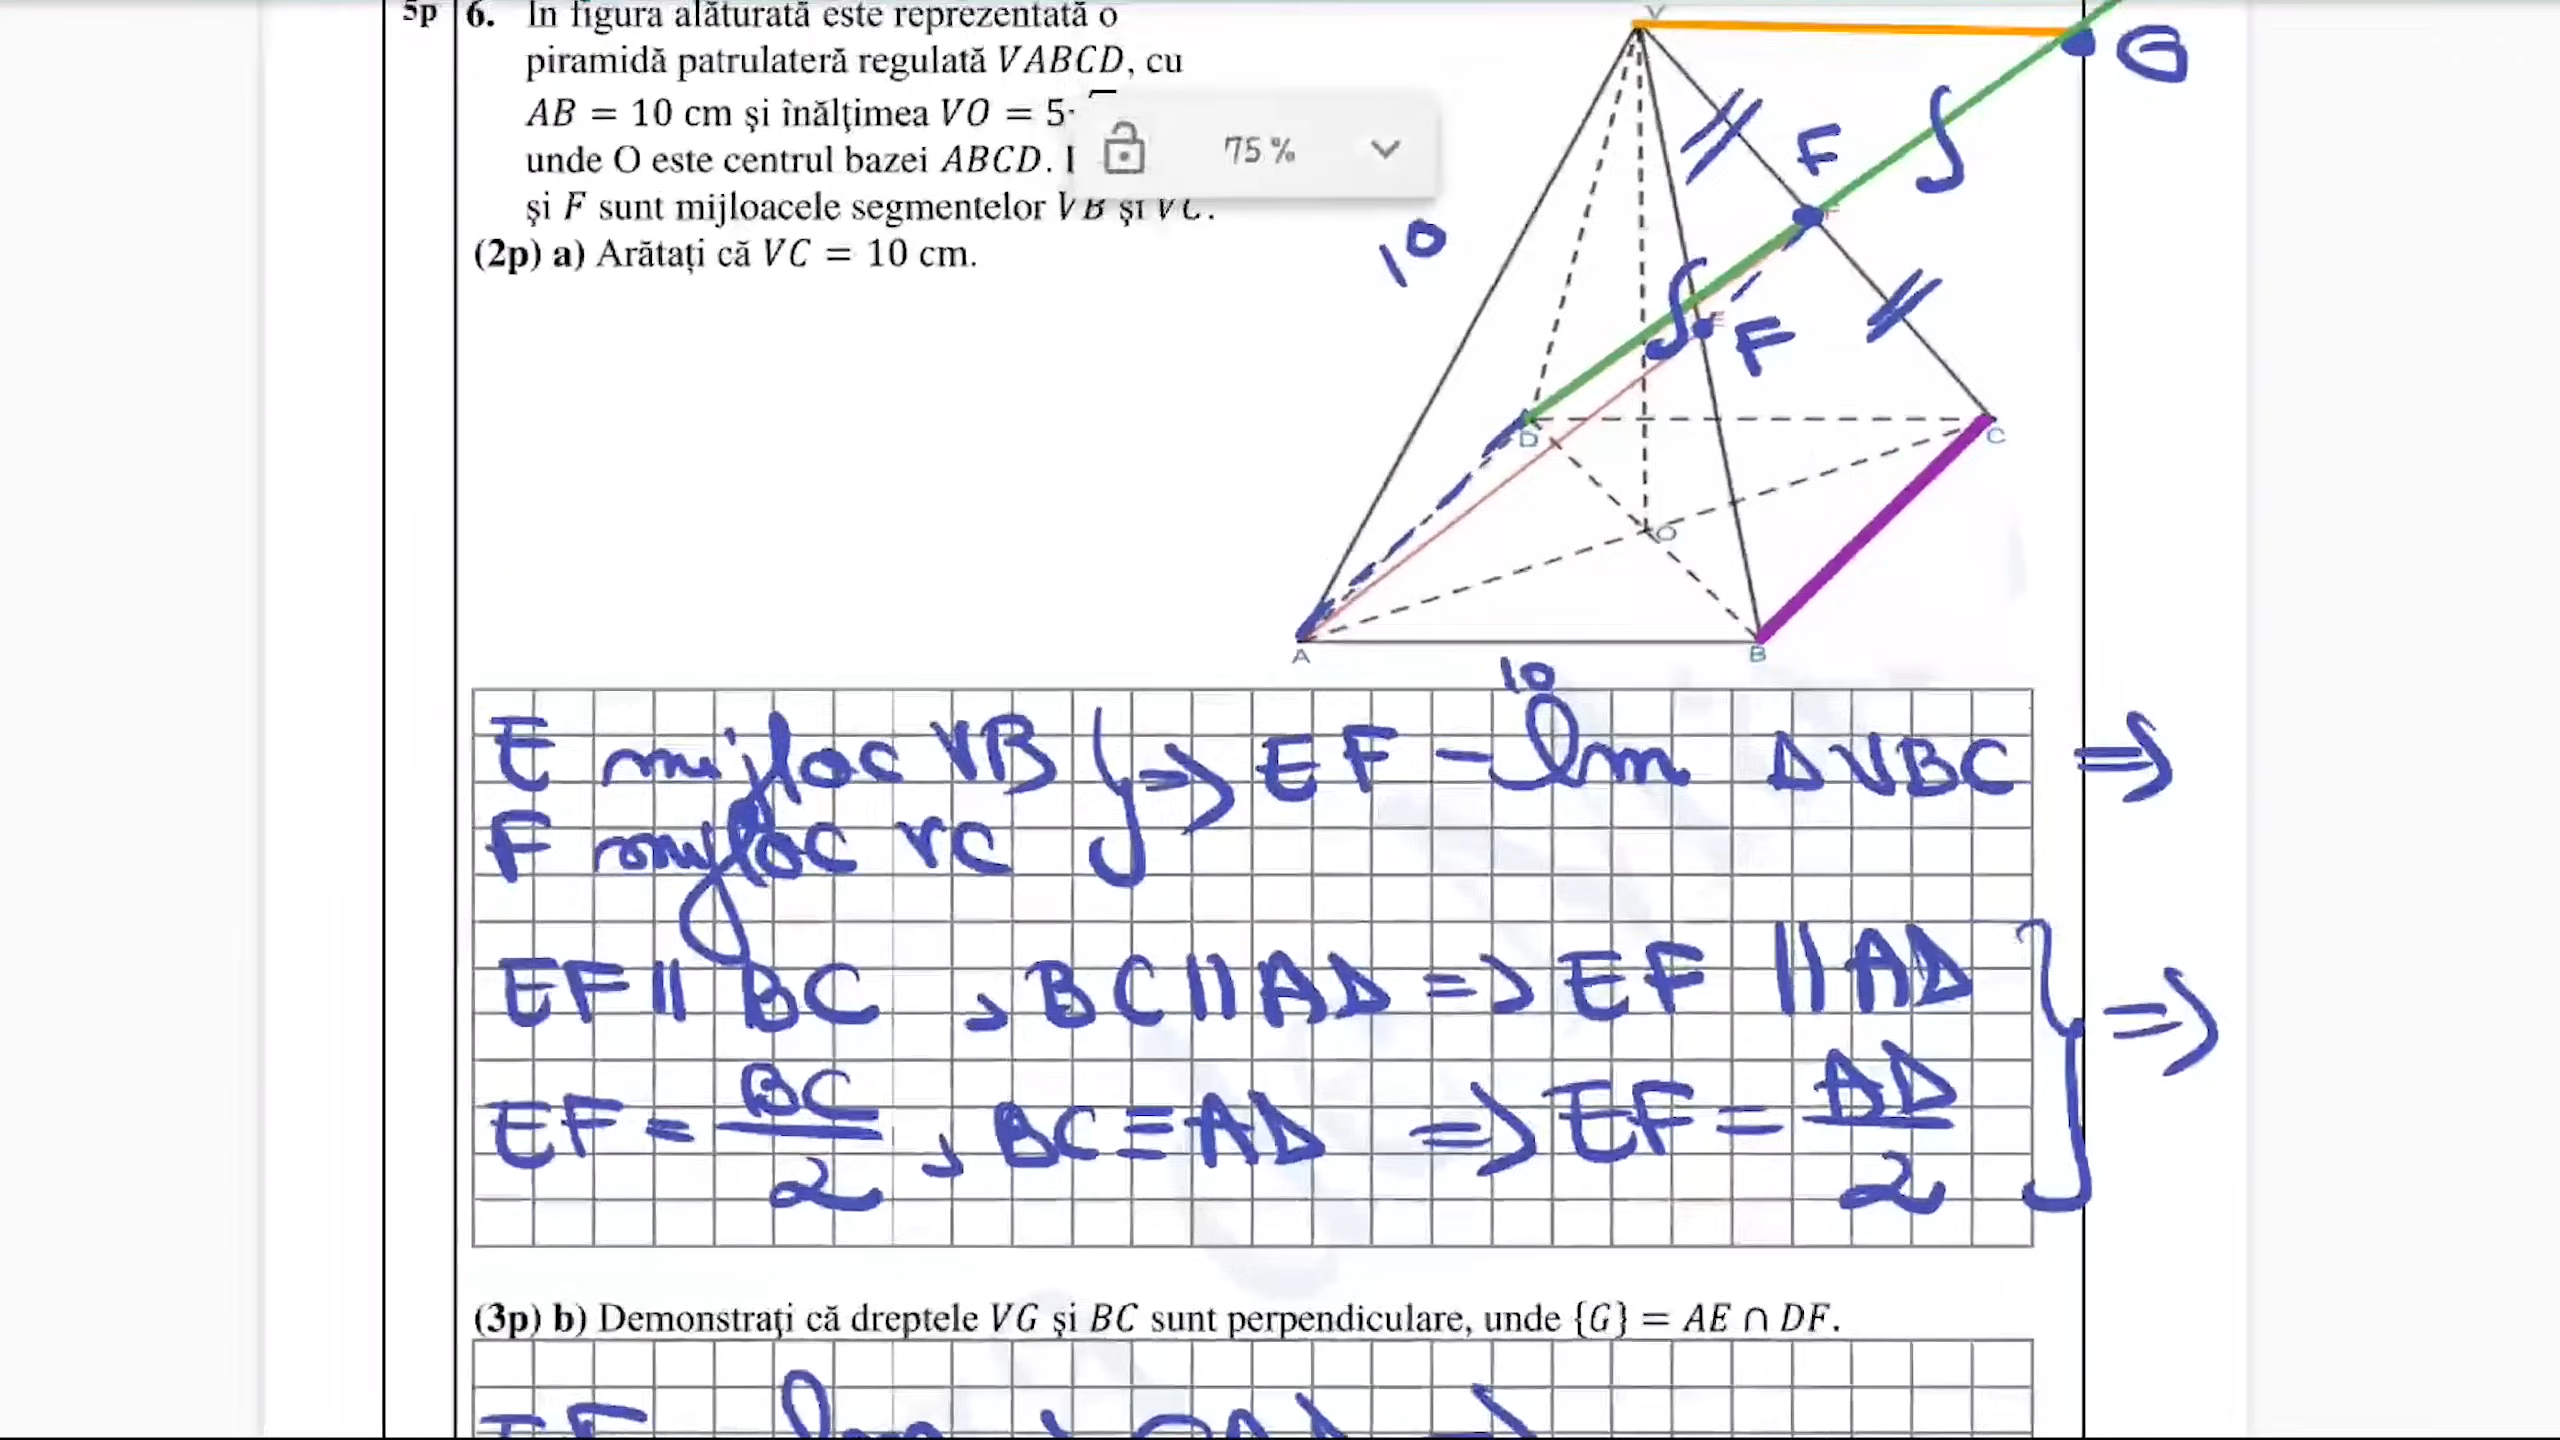 5p 6. În figura alăturată este reprezentată o
piramidă patrulateră regulată VABCD, cu
AB = 10 cm și înălțimea VO = 5
unde O este centrul bazei ABCD.
și F sunt mijloacele segmentelor VB și VC.
(2p) a) Arătați că VC = 10 cm.
75 %
V
G
F
F
10
E
F
D
C
O
A
B
10
E mijloc VB } => EF - lm ΔVBC =>
F mijloc VC
EF || BC , BC || AD => EF || AD } =>
EF = BC/2 , BC ≡ AD => EF = AD/2
(3p) b) Demonstrați că dreptele VG și BC sunt perpendiculare, unde {G} = AE ∩ DF.